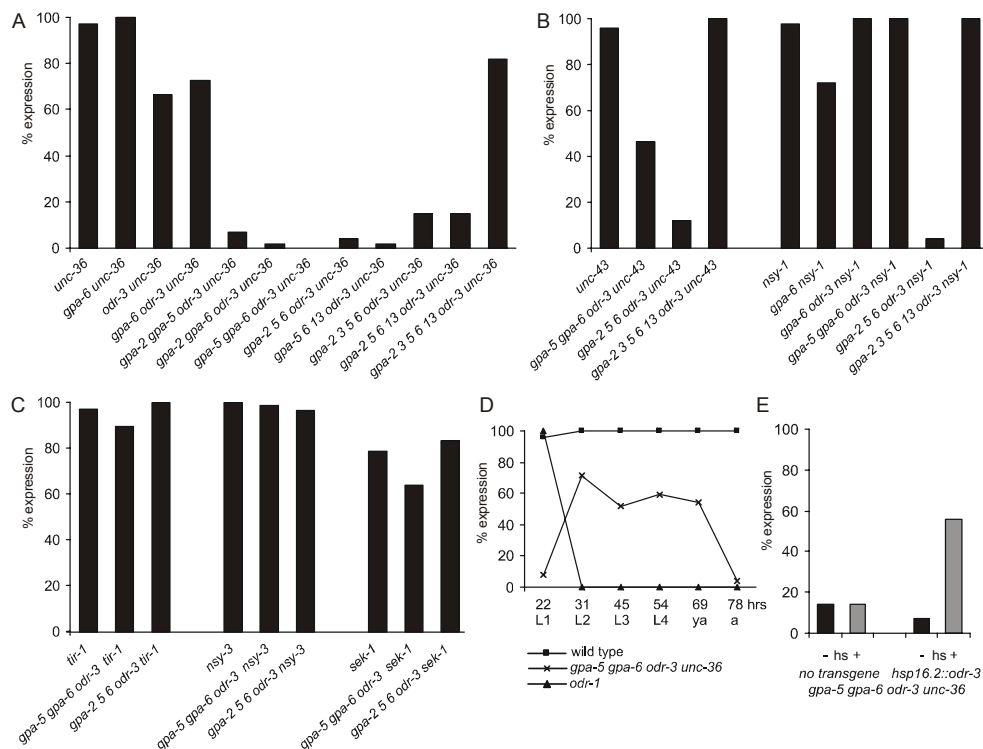 A
% expression
100
80
60
40
20
0
unc-36
gpa-6 unc-36
odr-3 unc-36
gpa-6 odr-3 unc-36
gpa-2 gpa-5 odr-3 unc-36
gpa-2 gpa-6 odr-3 unc-36
gpa-5 gpa-6 odr-3 unc-36
gpa-2 5 6 odr-3 unc-36
gpa-5 6 13 odr-3 unc-36
gpa-2 3 5 6 odr-3 unc-36
gpa-2 5 6 13 odr-3 unc-36
gpa-2 3 5 6 13 odr-3 unc-36
B
% expression
100
80
60
40
20
0
unc-43
gpa-5 gpa-6 odr-3 unc-43
gpa-2 5 6 odr-3 unc-43
gpa-2 3 5 6 13 odr-3 unc-43
nsy-1
gpa-6 nsy-1
gpa-6 odr-3 nsy-1
gpa-5 gpa-6 odr-3 nsy-1
gpa-2 5 6 odr-3 nsy-1
gpa-2 3 5 6 13 odr-3 nsy-1
C
% expression
100
80
60
40
20
0
tir-1
gpa-5 gpa-6 odr-3 tir-1
gpa-2 5 6 odr-3 tir-1
nsy-3
gpa-5 gpa-6 odr-3 nsy-3
gpa-2 5 6 odr-3 nsy-3
sek-1
gpa-5 gpa-6 odr-3 sek-1
gpa-2 5 6 odr-3 sek-1
D
% expression
100
80
60
40
20
0
22 31 45 54 69 78 hrs
L1 L2 L3 L4 ya a
wild type
gpa-5 gpa-6 odr-3 unc-36
odr-1
E
% expression
100
80
60
40
20
0
- hs + - hs +
no transgene hsp16.2::odr-3
gpa-5 gpa-6 odr-3 unc-36